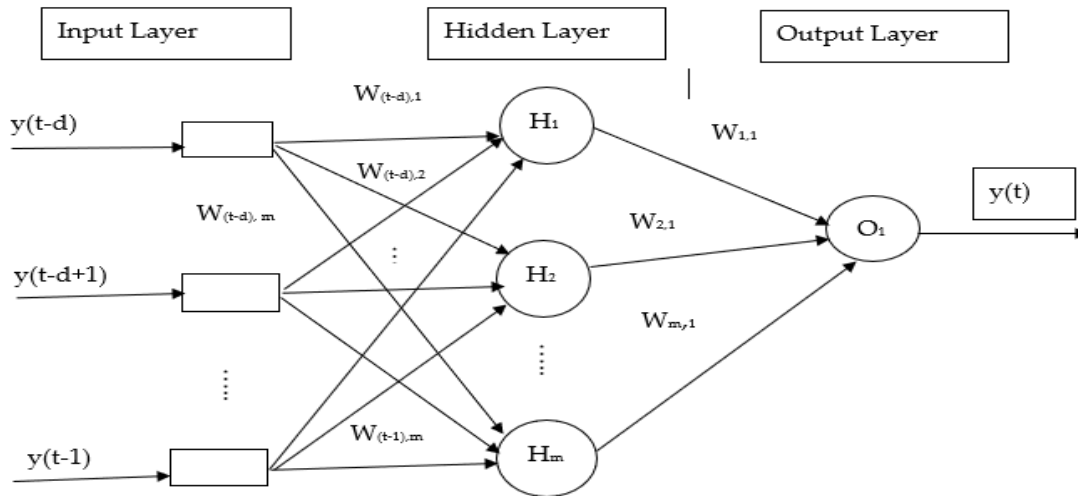 Input Layer
Hidden Layer
Output Layer
y(t-d)
W(t-d),1
H1
W1,1
W(t-d),2
W(t-d), m
y(t)
W2,1
O1
y(t-d+1)
H2
Wm,1
y(t-1)
W(t-1),m
Hm